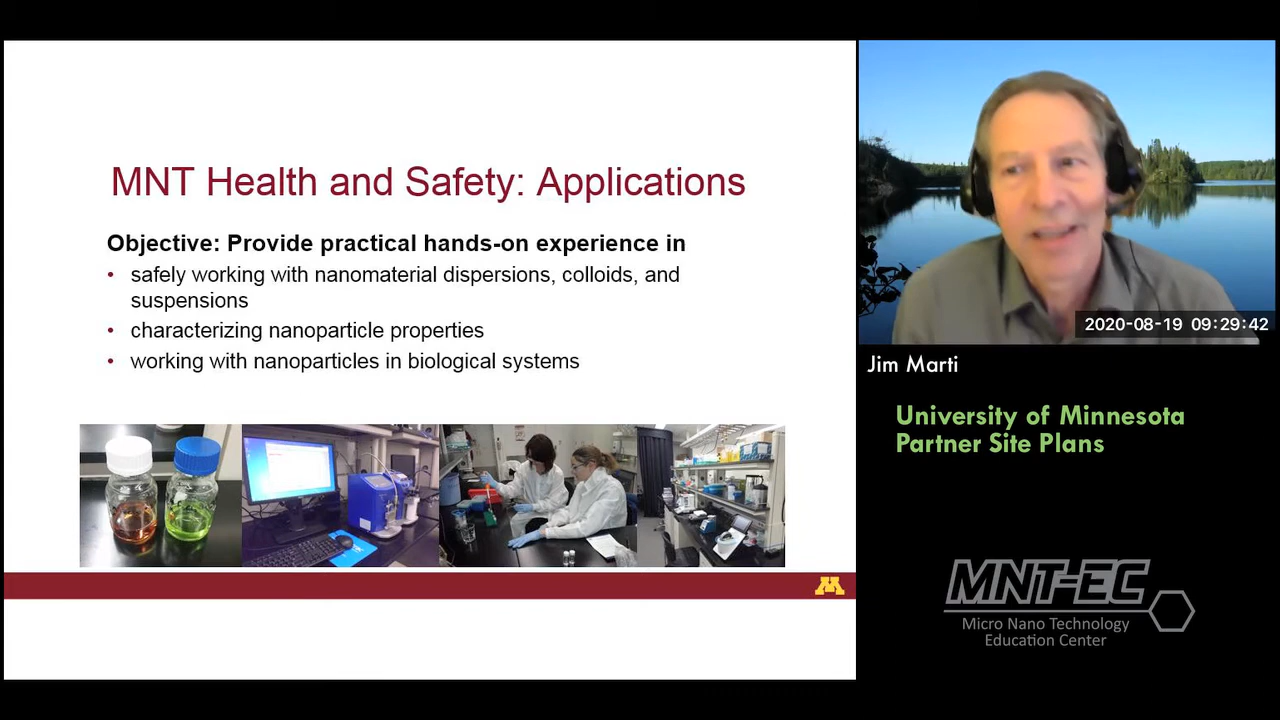 MNT Health and Safety: Applications
Objective: Provide practical hands-on experience in
• safely working with nanomaterial dispersions, colloids, and
suspensions
• characterizing nanoparticle properties
• working with nanoparticles in biological systems
M
2020-08-19 09:29:42
Jim Marti
University of Minnesota
Partner Site Plans
MNT-EC
Micro Nano Technology
Education Center